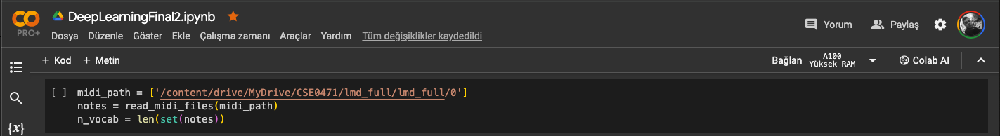 DeepLearningFinal2.ipynb
PRO+
Dosya Düzenle Göster Ekle Çalışma zamanı Araçlar Yardım Tüm değişiklikler kaydedildi
Yorum Paylaş
+ Kod + Metin
Bağlan A100
Yüksek RAM
Colab AI
[ ] midi_path = ['/content/drive/MyDrive/CSE0471/lmd_full/lmd_full/0']
notes = read_midi_files(midi_path)
n_vocab = len(set(notes))
{x}